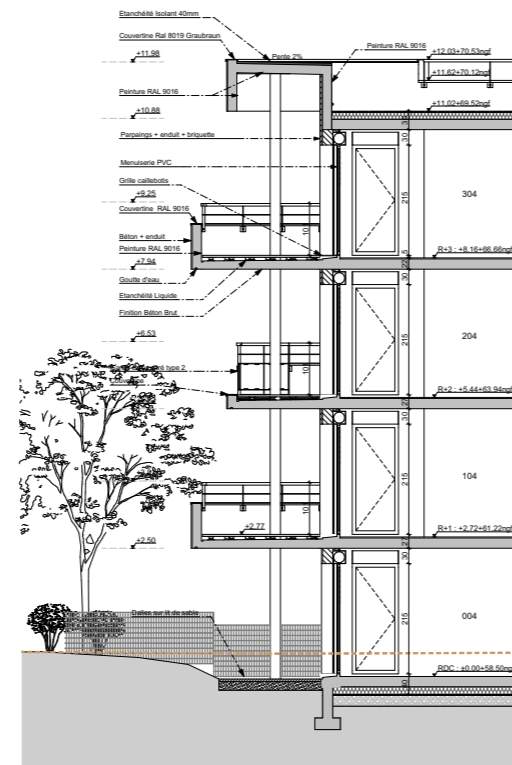 Etanchéité Isolant 40mm
Couvertine Ral 8019 Graubraun
Peinture RAL 9016
+11.98
Pente 2%
+12.03+70.53ngf
+11.62+70.12ngf
Peinture RAL 9016
+10.88
+11.02+69.52ngf
Parpaings + enduit + briquette
30
Menuiserie PVC
Grille caillebotis
+9.25
215
304
Couvertine RAL 9016
Béton + enduit
Peinture RAL 9016
+7.94
R+3 : +8.16+66.66ngf
22
Goutte d'eau
30
Etanchéité Liquide
Finition Béton Brut
+6.53
215
204
type 2
R+2 : +5.44+63.94ngf
30
215
104
+2.77
+2.50
R+1 : +2.72+61.22ngf
30
Dalles sur lit de sable
215
004
RDC : ±0.00+58.50ngf
40